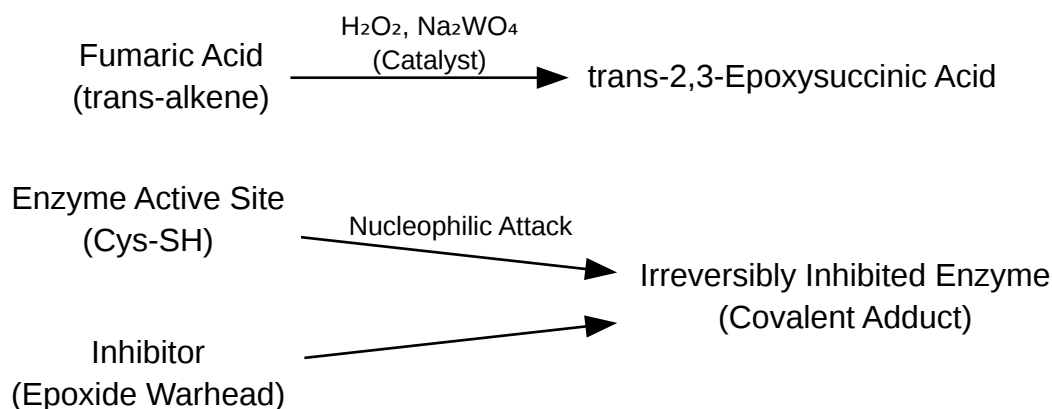 H₂O₂, Na₂WO₄
(Catalyst)
Fumaric Acid
(trans-alkene)
trans-2,3-Epoxysuccinic Acid
Enzyme Active Site
(Cys-SH)
Nucleophilic Attack
Irreversibly Inhibited Enzyme
(Covalent Adduct)
Inhibitor
(Epoxide Warhead)